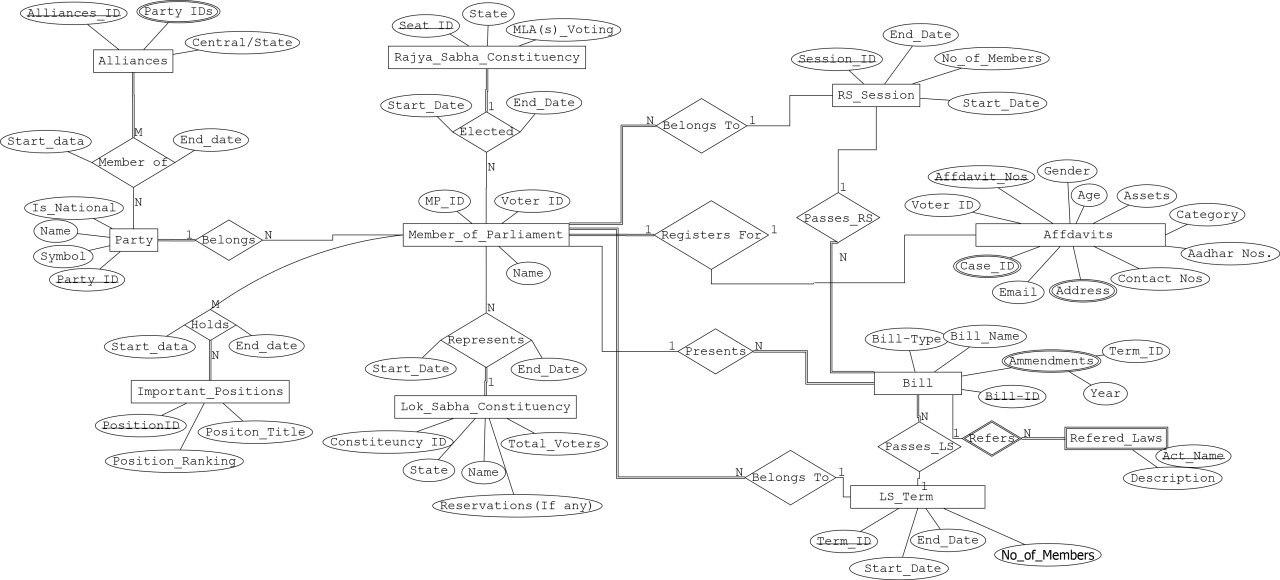 Alliances_ID
Party IDs
Central/State
Alliances
State
Seat_ID
MLA(s)_Voting
Rajya_Sabha_Constituency
End_Date
Session_ID
No_of_Members
RS_Session
Start_Date
Start_Date
1
End_Date
Elected
N
N
Belongs To
1
M
Start_data
End_date
Member of
N
Is_National
Name
Party
Symbol
Party ID
1
Belongs
N
MP_ID
Voter ID
Member_of_Parliament
Name
1
Registers For
1
1
Passes_RS
N
Gender
Affdavit_Nos
Age
Assets
Voter ID
Category
Affdavits
Aadhar Nos.
Case_ID
Contact Nos
Email
Address
M
Holds
Start_data
End_date
N
Important_Positions
PositionID
Positon_Title
Position_Ranking
N
Represents
Start_Date
End_Date
1
Lok_Sabha_Constituency
Constiteuncy ID
Total_Voters
State
Name
Reservations(If any)
1
Presents
N
Bill-Type
Bill_Name
Ammendments
Term_ID
Bill
Bill-ID
Year
N
Passes_LS
1
1
Refers
N
Refered_Laws
Act_Name
Description
N
Belongs To
1
LS_Term
Term_ID
End_Date
Start_Date
No_of_Members